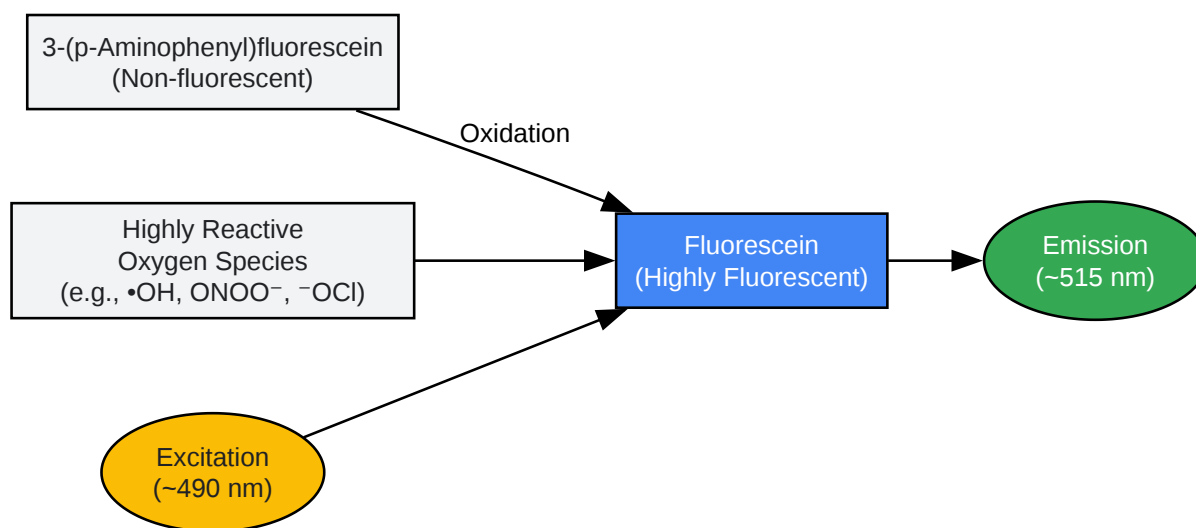 3-(p-Aminophenyl)fluorescein
(Non-fluorescent)
Oxidation
Highly Reactive
Oxygen Species
(e.g., •OH, ONOO⁻, ⁻OCl)
Fluorescein
(Highly Fluorescent)
Emission
(~515 nm)
Excitation
(~490 nm)